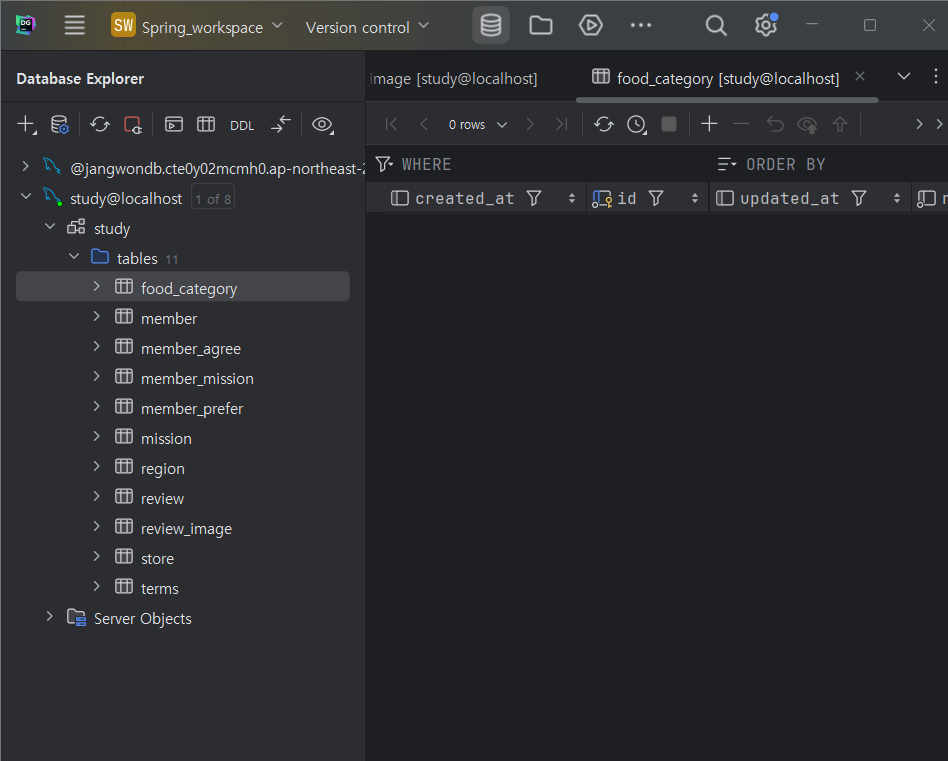 DG
SW Spring_workspace
Version control
Database Explorer
image [study@localhost]
food_category [study@localhost]
DDL
0 rows
WHERE
ORDER BY
created_at
id
updated_at
@jangwondb.cte0y02mcmh0.ap-northeast-2
study@localhost 1 of 8
study
tables 11
food_category
member
member_agree
member_mission
member_prefer
mission
region
review
review_image
store
terms
Server Objects